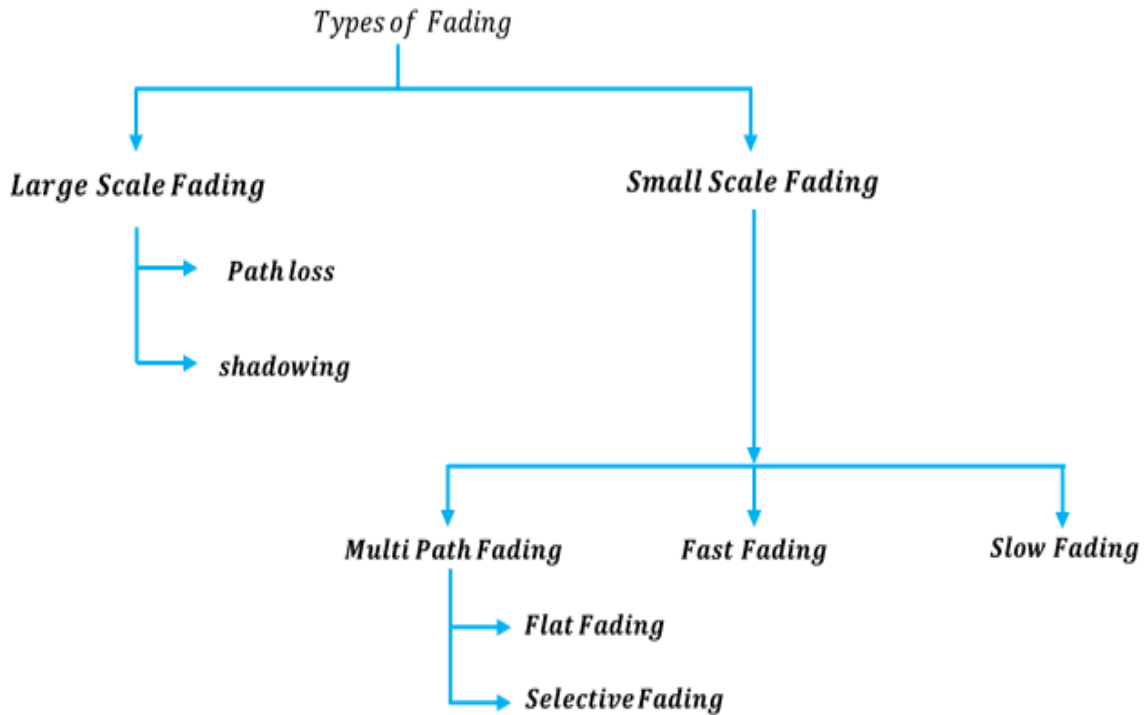 Types of Fading
Large Scale Fading
Small Scale Fading
Path loss
shadowing
Multi Path Fading
Fast Fading
Slow Fading
Flat Fading
Selective Fading